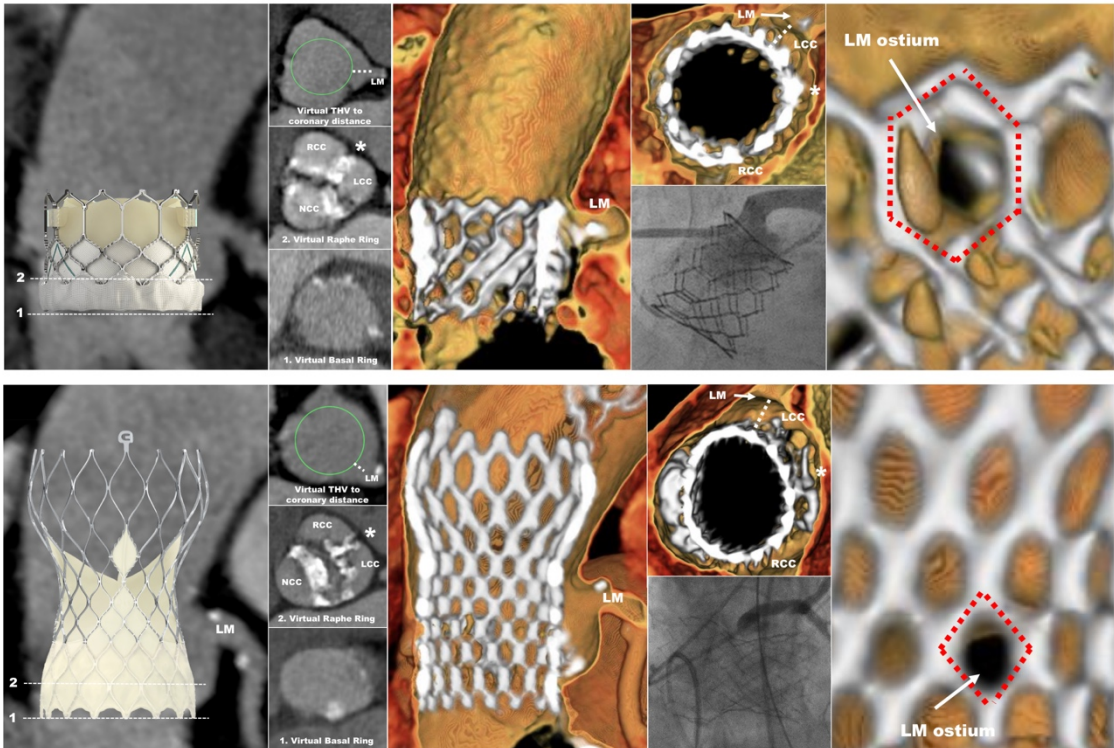 2
1
LM
Virtual THV to
coronary distance
RCC
*
LCC
NCC
2. Virtual Raphe Ring
1. Virtual Basal Ring
LM
LM
LCC
*
RCC
LM ostium
LM
2
1
LM
Virtual THV to
coronary distance
RCC
*
LCC
NCC
2. Virtual Raphe Ring
1. Virtual Basal Ring
LM
LM
LCC
*
RCC
LM ostium